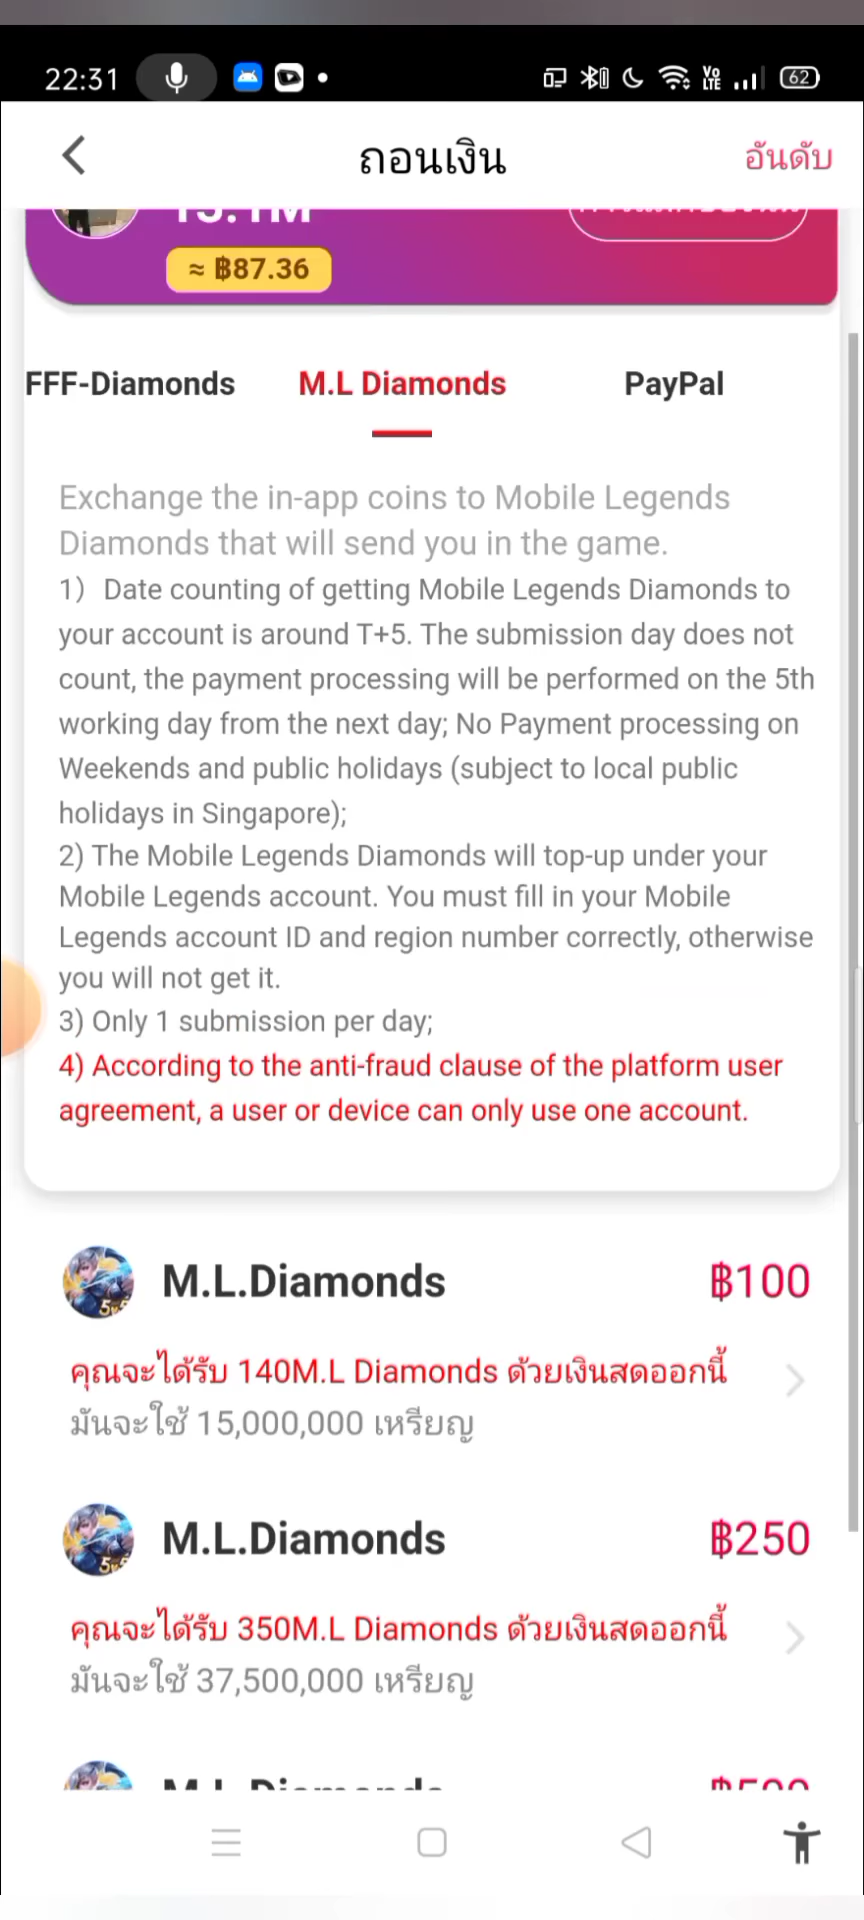 22:31
Vo LTE
62
ถอนเงิน
อันดับ
≈ ฿87.36
FFF-Diamonds
M.L Diamonds
PayPal
Exchange the in-app coins to Mobile Legends
Diamonds that will send you in the game.
1) Date counting of getting Mobile Legends Diamonds to
your account is around T+5. The submission day does not
count, the payment processing will be performed on the 5th
working day from the next day; No Payment processing on
Weekends and public holidays (subject to local public
holidays in Singapore);
2) The Mobile Legends Diamonds will top-up under your
Mobile Legends account. You must fill in your Mobile
Legends account ID and region number correctly, otherwise
you will not get it.
3) Only 1 submission per day;
4) According to the anti-fraud clause of the platform user
agreement, a user or device can only use one account.
M.L.Diamonds
฿100
คุณจะได้รับ 140M.L Diamonds ด้วยเงินสดออกนี้
มันจะใช้ 15,000,000 เหรียญ
M.L.Diamonds
฿250
คุณจะได้รับ 350M.L Diamonds ด้วยเงินสดออกนี้
มันจะใช้ 37,500,000 เหรียญ
M.L.Diamonds